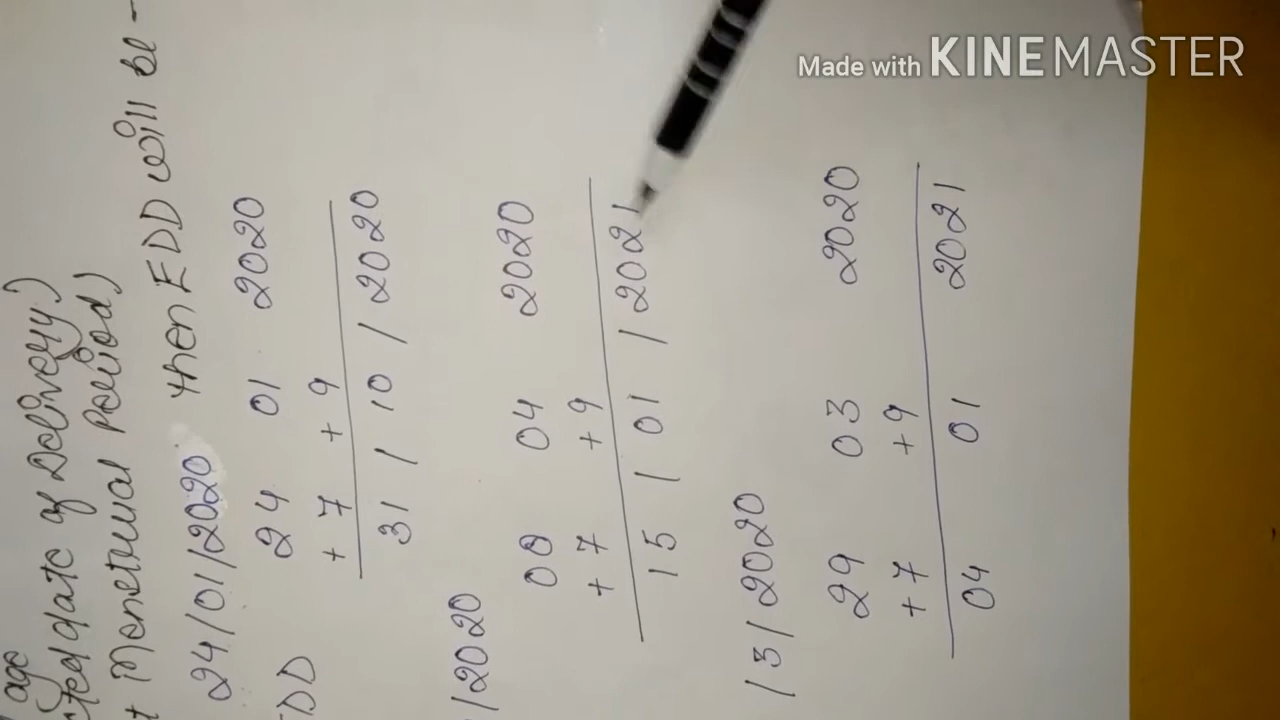 Made with KINEMASTER
age
date of Delivery)
Menstrual Period)
24/01/2020 then EDD will be -
24 01 2020
+ 7 + 9
31 / 10 / 2020
EDD
/2020
08 04 2020
+ 7 + 9
15 / 01 / 2021
/ 3 / 2020
29 03 2020
+ 7 + 9
04 01 2021